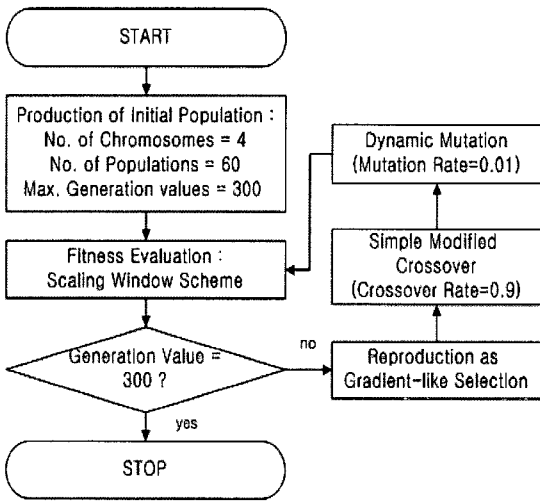 START
Production of Initial Population :
No. of Chromosomes = 4
No. of Populations = 60
Max. Generation values = 300
Fitness Evaluation :
Scaling Window Scheme
Generation Value =
300 ?
no
yes
STOP
Reproduction as
Gradient-like Selection
Simple Modified
Crossover
(Crossover Rate=0.9)
Dynamic Mutation
(Mutation Rate=0.01)